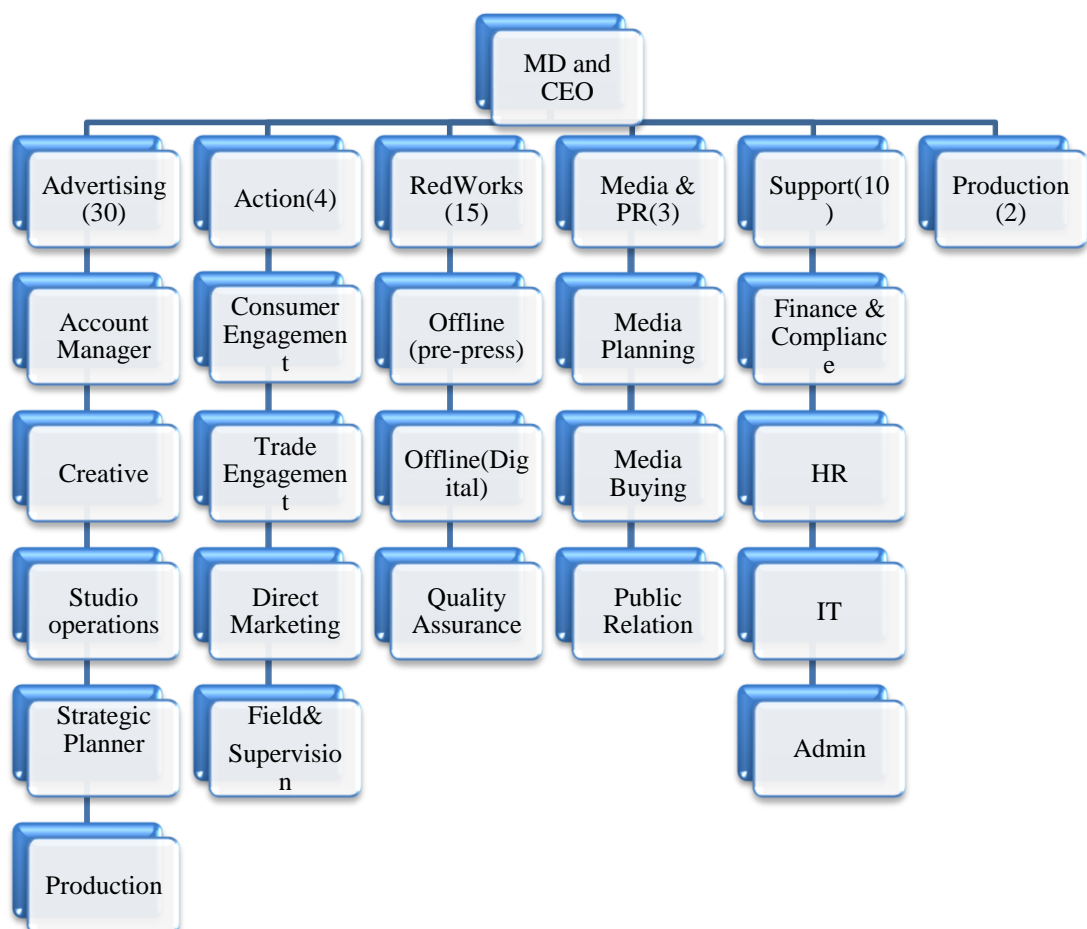 MD and
CEO
Advertising
(30)
Action(4)
RedWorks
(15)
Media &
PR(3)
Support(10
)
Production
(2)
Account
Manager
Consumer
Engagemen
t
Offline
(pre-press)
Media
Planning
Finance &
Complianc
e
Creative
Trade
Engagemen
t
Offline(Dig
ital)
Media
Buying
HR
Studio
operations
Direct
Marketing
Quality
Assurance
Public
Relation
IT
Strategic
Planner
Field&
Supervisio
n
Admin
Production